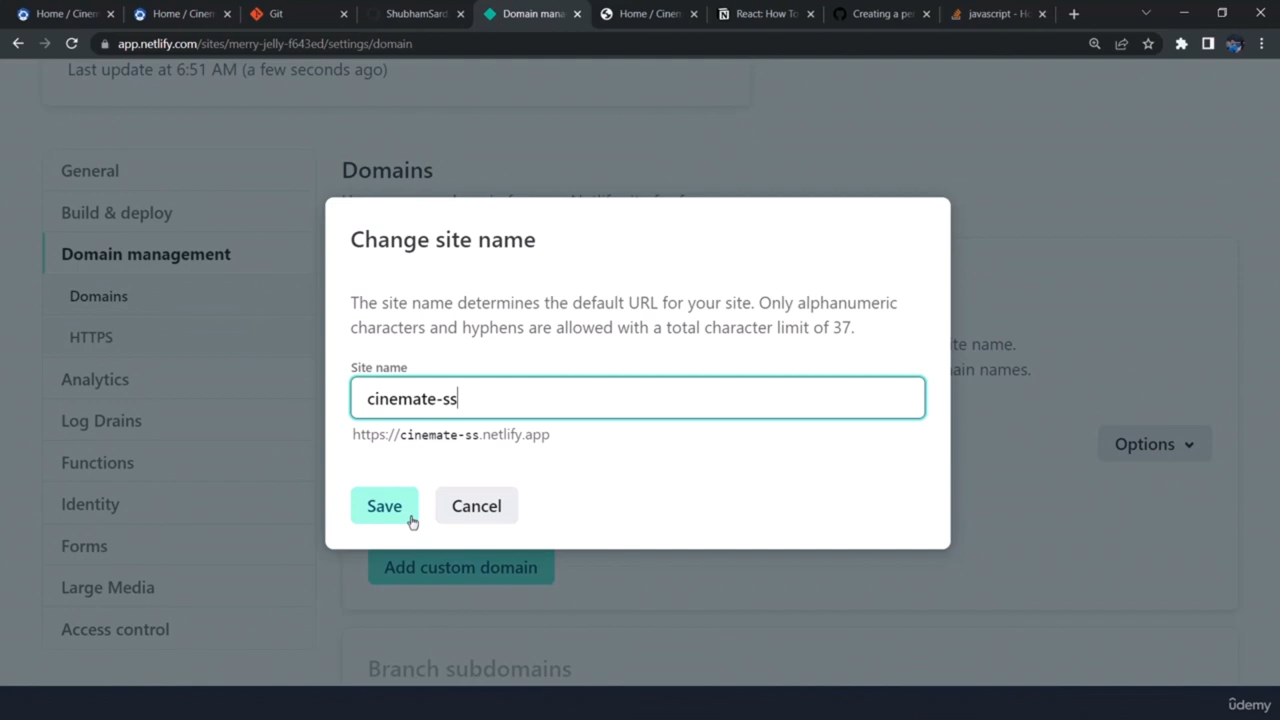 Home / Cinem
Home / Cinem
Git
ShubhamSard
Domain mana
Home / Cinem
React: How To
Creating a pe
javascript - Ho
app.netlify.com/sites/merry-jelly-f643ed/settings/domain
Last update at 6:51 AM (a few seconds ago)
General
Build & deploy
Domain management
Domains
HTTPS
Analytics
Log Drains
Functions
Identity
Forms
Large Media
Access control
Domains
Change site name
The site name determines the default URL for your site. Only alphanumeric
characters and hyphens are allowed with a total character limit of 37.
Site name
cinemate-ss
https://cinemate-ss.netlify.app
Save
Cancel
te name.
ain names.
Options
Add custom domain
Branch subdomains
ûdemy